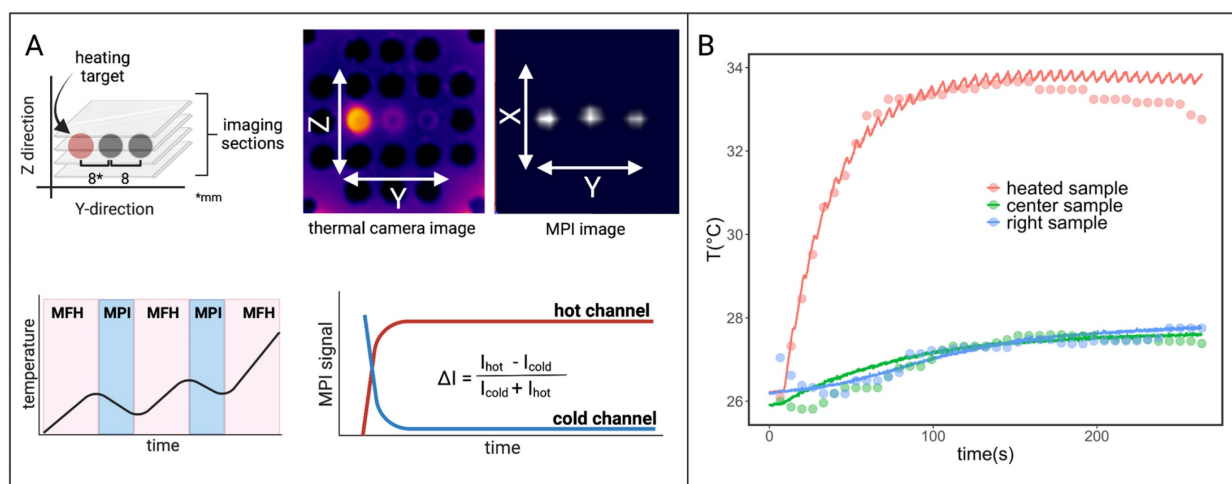 A
heating
target
Z direction
imaging
sections
8* 8
*mm
Y-direction
Z
Y
thermal camera image
X
Y
MPI image
MFH MPI MFH MPI MFH
temperature
time
hot channel
MPI signal
ΔI = (I_hot - I_cold) / (I_cold + I_hot)
cold channel
time
B
34
32
30
28
26
T(°C)
heated sample
center sample
right sample
0 100 200
time(s)